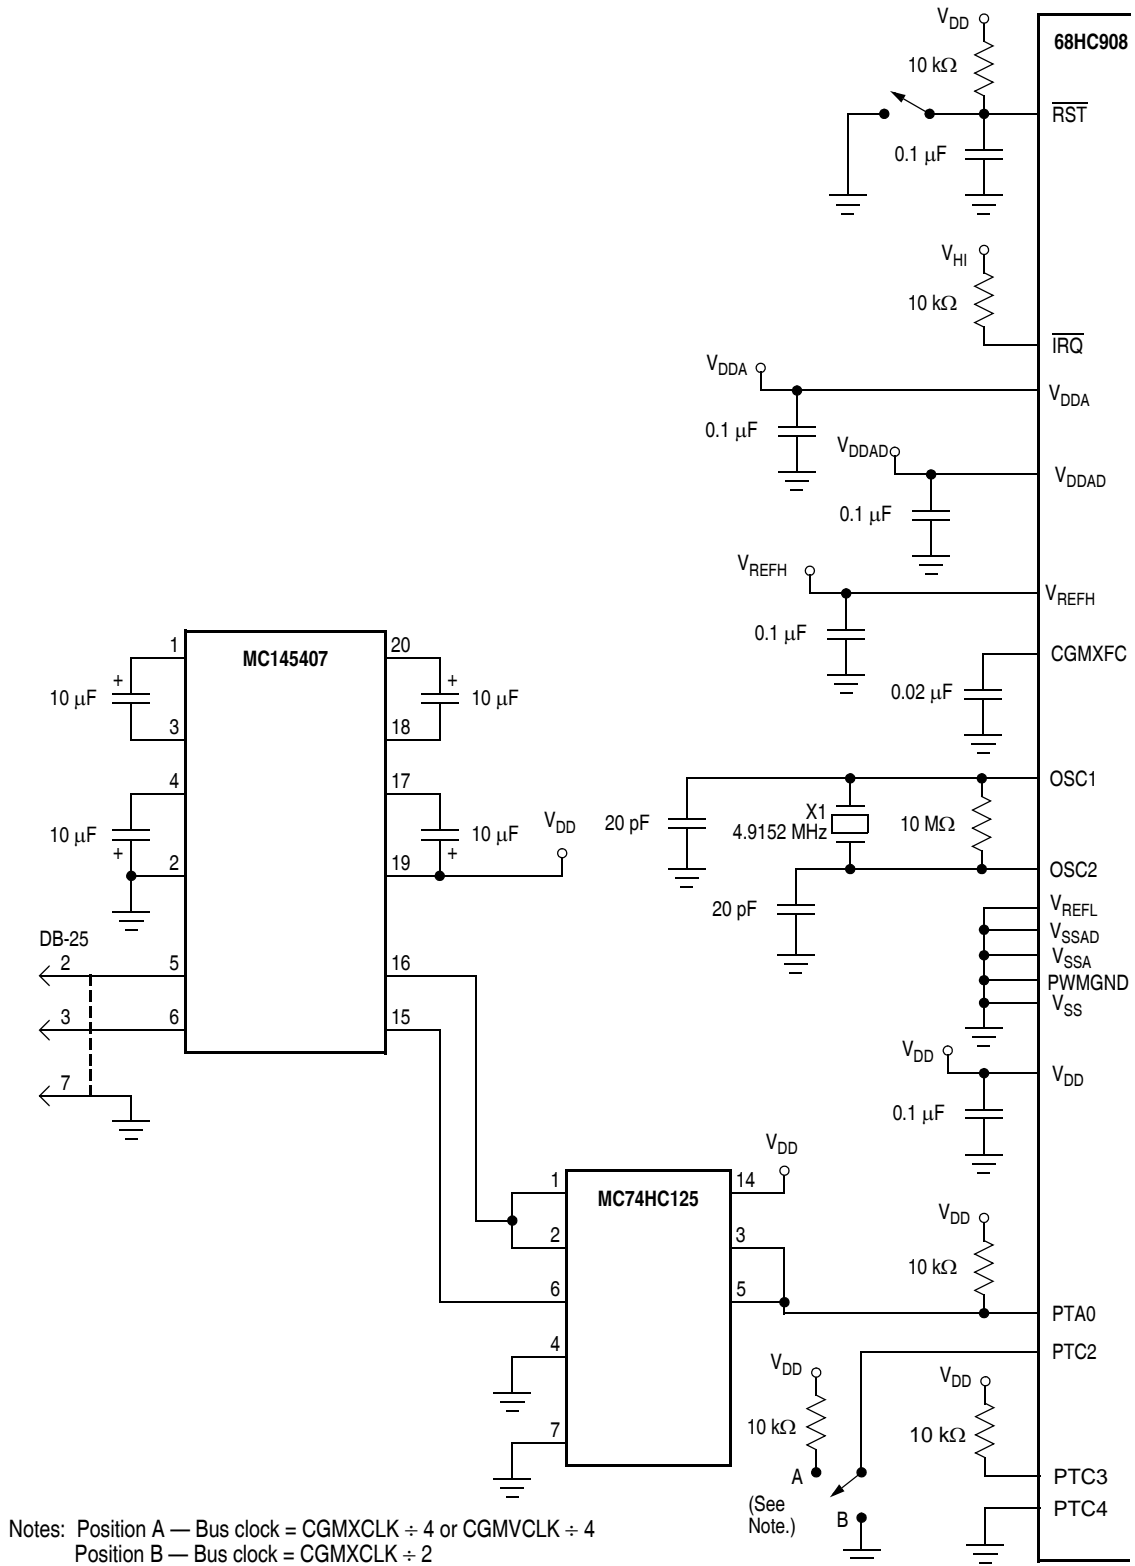 VDD
68HC908
10 kΩ
RST
0.1 µF
VHI
10 kΩ
IRQ
VDDA
VDDA
0.1 µF
VDDAD
VDDAD
0.1 µF
VREFH
VREFH
0.1 µF
CGMXFC
0.02 µF
1
MC145407
20
+
10 µF
+
10 µF
3
18
4
17
OSC1
10 µF
+
10 µF
+
VDD
20 pF
X1
4.9152 MHz
10 MΩ
2
19
OSC2
20 pF
VREFL
VSSAD
VSSA
PWMGND
VSS
DB-25
2
5
16
3
6
15
7
VDD
VDD
0.1 µF
VDD
1
MC74HC125
14
2
3
6
5
4
7
VDD
10 kΩ
PTA0
PTC2
VDD
10 kΩ
VDD
10 kΩ
A
PTC3
(See
Note.)
B
PTC4
Notes: Position A — Bus clock = CGMXCLK ÷ 4 or CGMVCLK ÷ 4
Position B — Bus clock = CGMXCLK ÷ 2